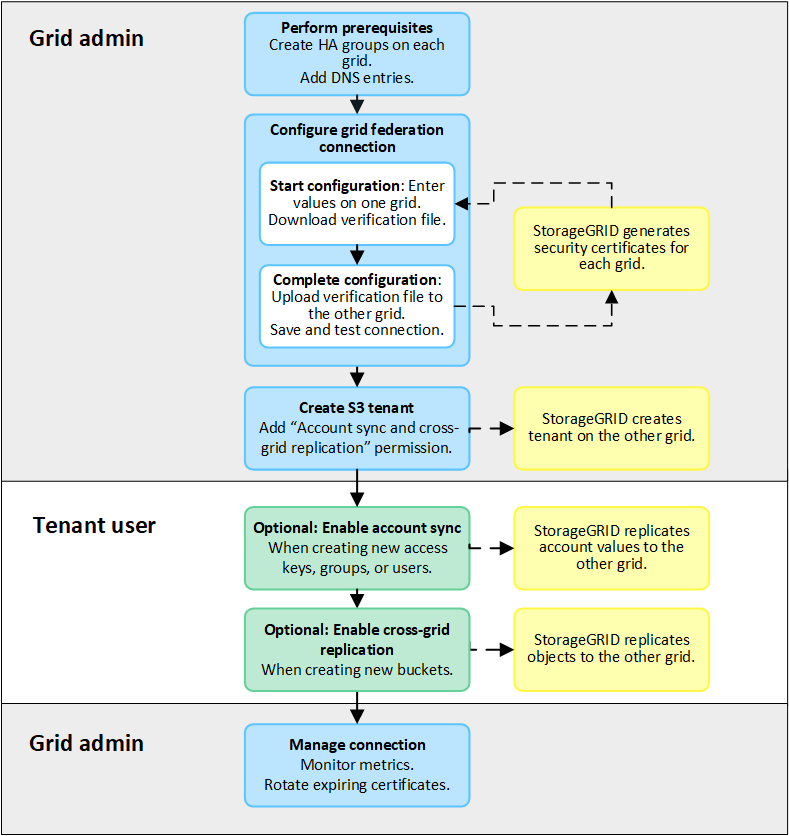 Grid admin
Perform prerequisites
Create HA groups on each
grid.
Add DNS entries.
Configure grid federation
connection
Start configuration: Enter
values on one grid.
Download verification file.
StorageGRID generates
security certificates for
each grid.
Complete configuration:
Upload verification file to
the other grid.
Save and test connection.
Create S3 tenant
Add “Account sync and cross-
grid replication” permission.
StorageGRID creates
tenant on the other grid.
Tenant user
Optional: Enable account sync
When creating new access
keys, groups, or users.
StorageGRID replicates
account values to the
other grid.
Optional: Enable cross-grid
replication
When creating new buckets.
StorageGRID replicates
objects to the other grid.
Grid admin
Manage connection
Monitor metrics.
Rotate expiring certificates.